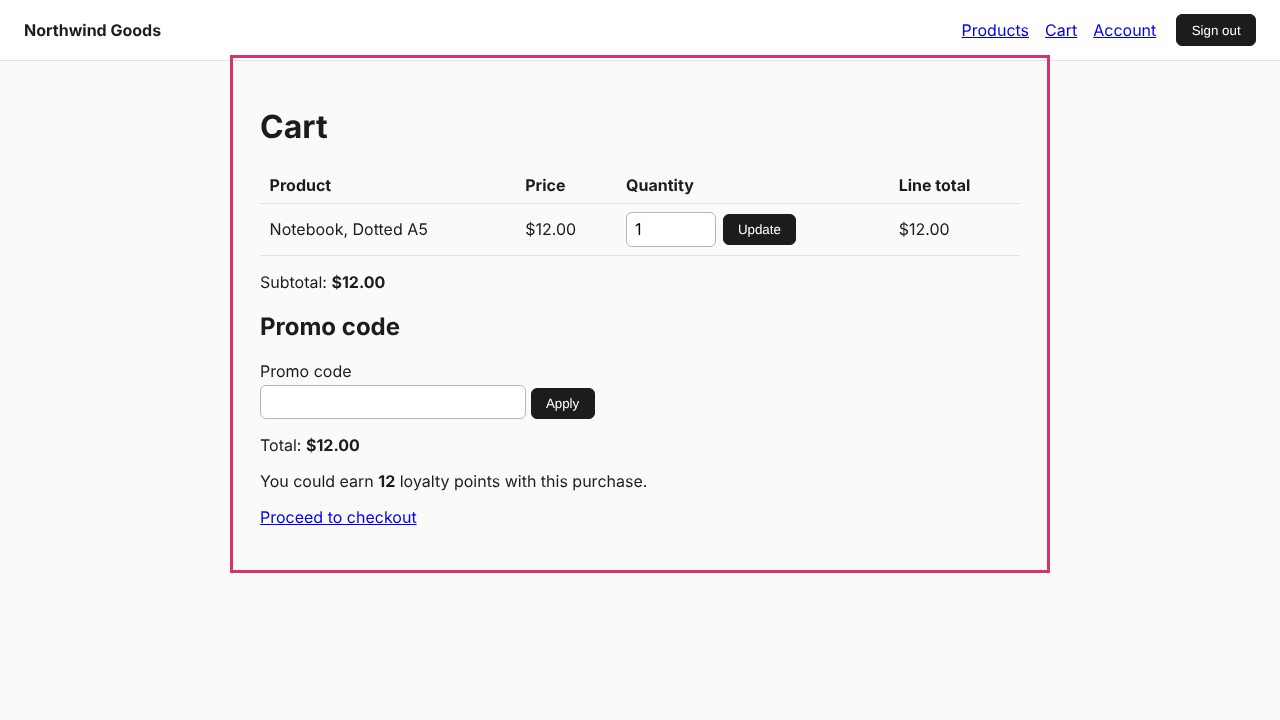 Northwind Goods Products Cart Account Sign out
Cart
Product Price Quantity Line total
Notebook, Dotted A5 $12.00 1 Update $12.00
Subtotal: $12.00
Promo code
Promo code
Apply
Total: $12.00
You could earn 12 loyalty points with this purchase.
Proceed to checkout